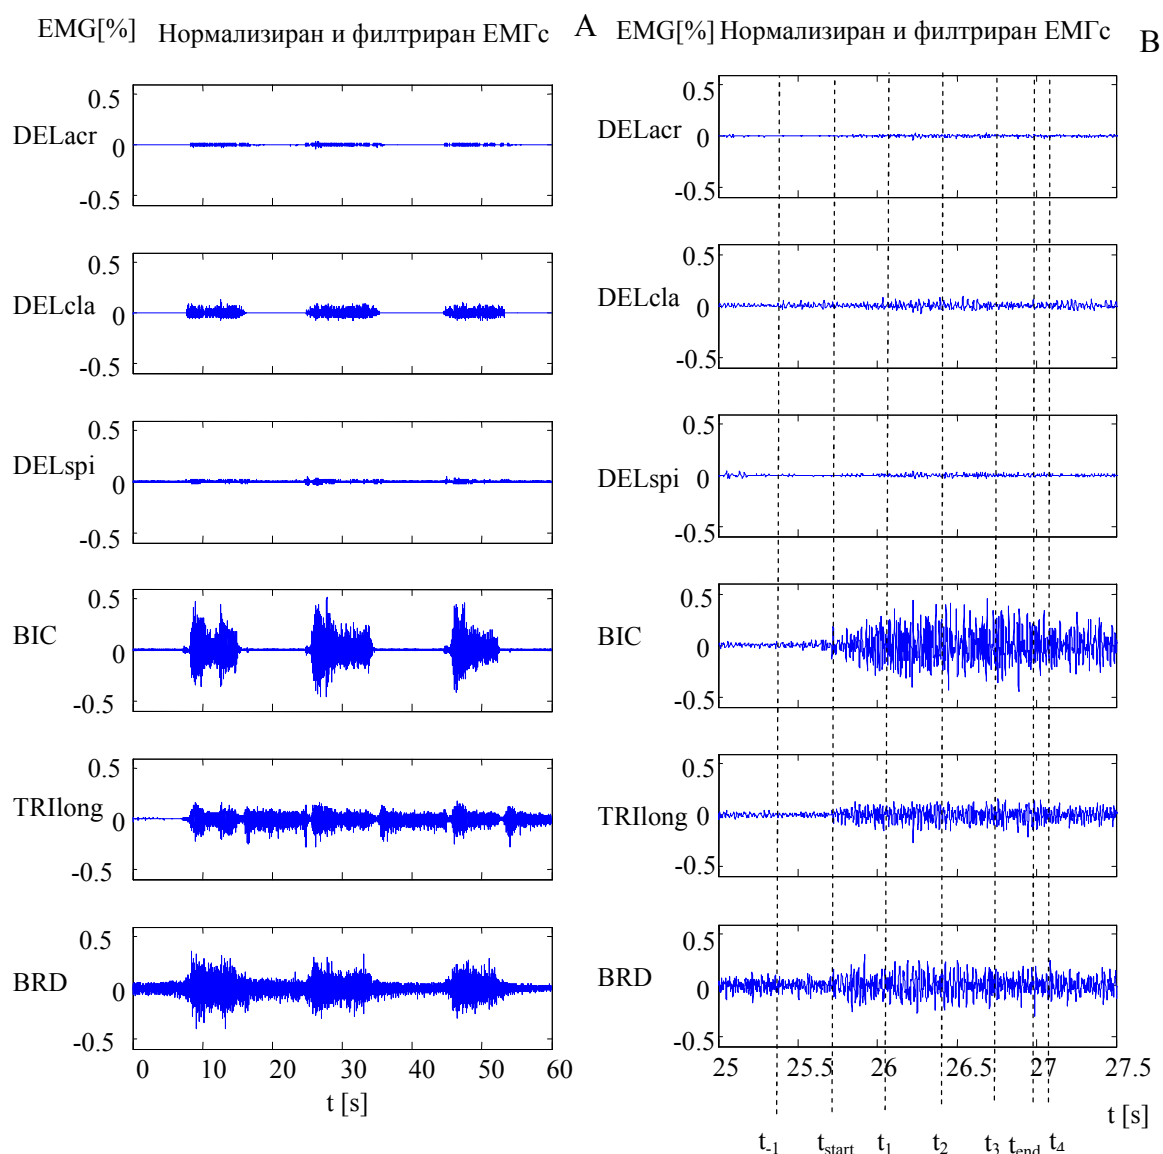 EMG[%] Нормализиран и филтриран ЕМГс A
0.5
DELacr 0
-0.5
0.5
DELcla 0
-0.5
0.5
DELspi 0
-0.5
0.5
BIC 0
-0.5
0.5
TRIlong 0
-0.5
0.5
BRD 0
-0.5
0 10 20 30 40 50 60
t [s]
EMG[%] Нормализиран и филтриран ЕМГс B
0.5
DELacr 0
-0.5
0.5
DELcla 0
-0.5
0.5
DELspi 0
-0.5
0.5
BIC 0
-0.5
0.5
TRIlong 0
-0.5
0.5
BRD 0
-0.5
25 25.5 26 26.5 27 27.5
t [s]
t-1 tstart t1 t2 t3 tend t4